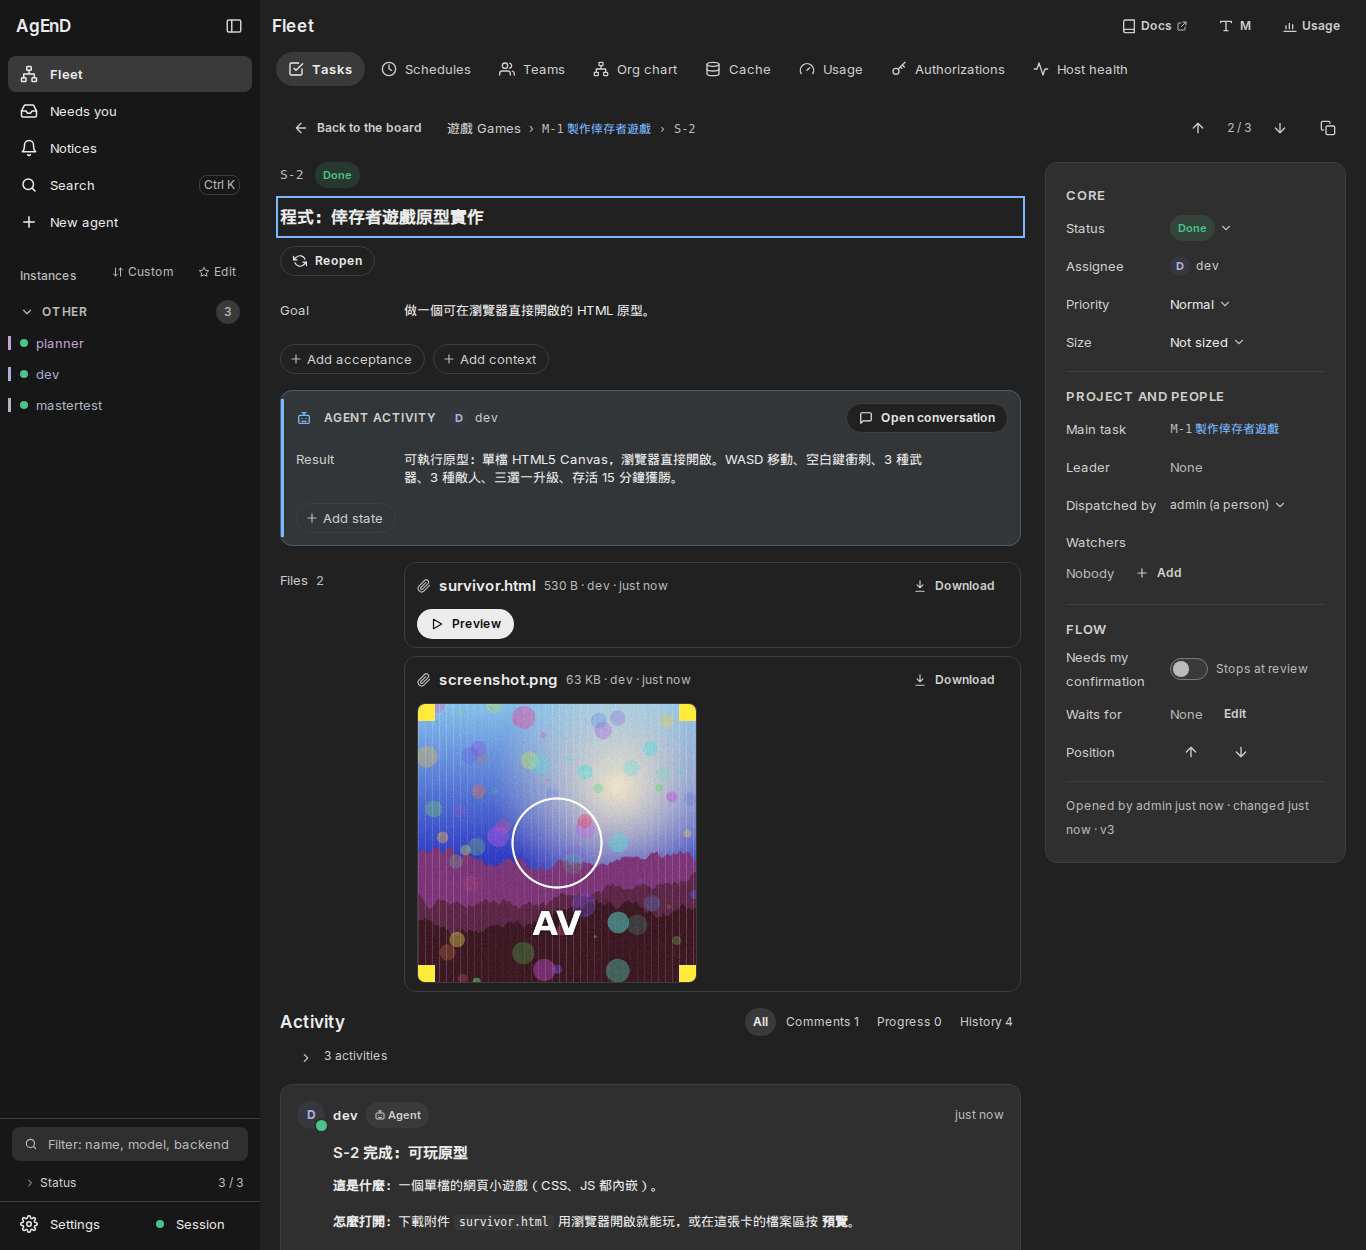 AgEnD
Fleet
Needs you
Notices
Search
Ctrl K
New agent
Instances
Custom
Edit
OTHER
3
planner
dev
mastertest
Filter: name, model, backend
Status
3 / 3
Settings
Session
Fleet
Docs
M
Usage
Tasks
Schedules
Teams
Org chart
Cache
Usage
Authorizations
Host health
Back to the board
遊戲 Games › M-1 製作倖存者遊戲 › S-2
2 / 3
S-2
Done
程式：倖存者遊戲原型實作
Reopen
Goal
做一個可在瀏覽器直接開啟的 HTML 原型。
Add acceptance
Add context
AGENT ACTIVITY
D
dev
Open conversation
Result
可執行原型：單檔 HTML5 Canvas，瀏覽器直接開啟。WASD 移動、空白鍵衝刺、3 種武
器、3 種敵人、三選一升級、存活 15 分鐘獲勝。
Add state
Files 2
survivor.html
530 B · dev · just now
Download
Preview
screenshot.png
63 KB · dev · just now
Download
AV
Activity
All
Comments 1
Progress 0
History 4
3 activities
D
dev
Agent
just now
S-2 完成：可玩原型
這是什麼：一個單檔的網頁小遊戲（CSS、JS 都內嵌）。
怎麼打開：下載附件 survivor.html 用瀏覽器開啟就能玩，或在這張卡的檔案區按 預覽。
CORE
Status
Done
Assignee
D
dev
Priority
Normal
Size
Not sized
PROJECT AND PEOPLE
Main task
M-1 製作倖存者遊戲
Leader
None
Dispatched by
admin (a person)
Watchers
Nobody
Add
FLOW
Needs my
confirmation
Stops at review
Waits for
None
Edit
Position
Opened by admin just now · changed just
now · v3